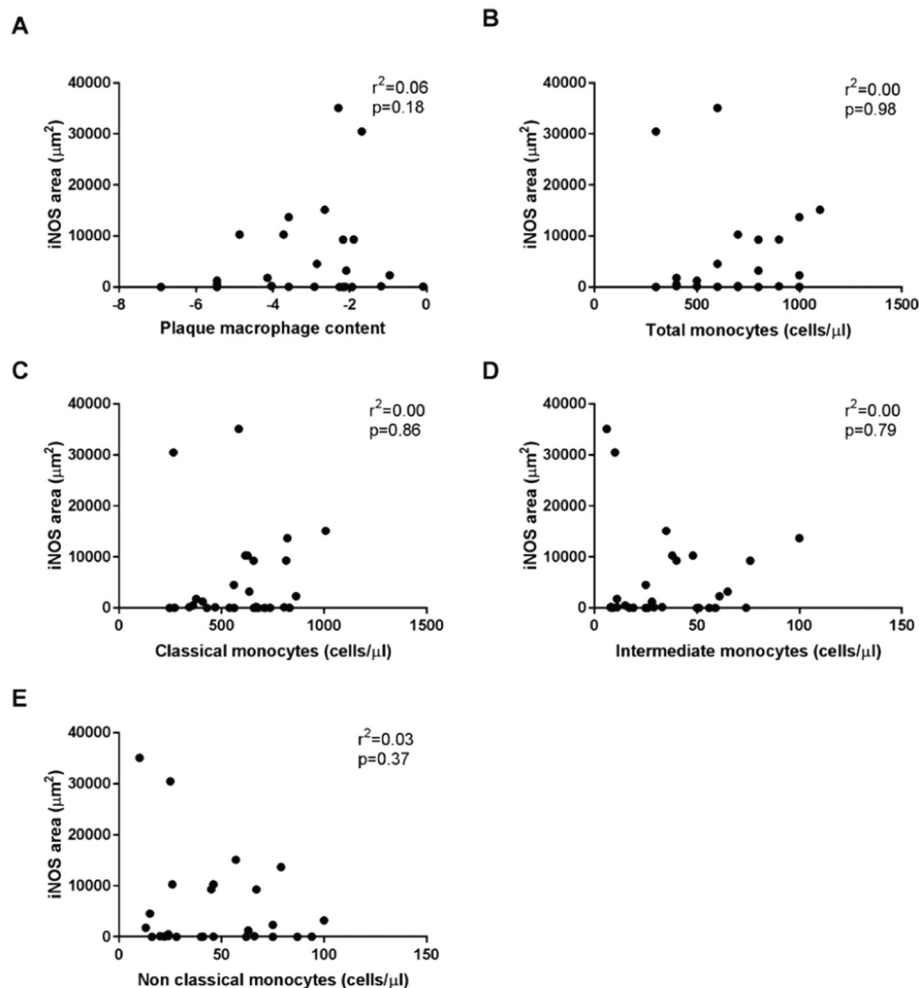 A
r²=0.06
p=0.18
40000
30000
20000
10000
0
iNOS area (μm²)
-8 -6 -4 -2 0
Plaque macrophage content
B
r²=0.00
p=0.98
40000
30000
20000
10000
0
iNOS area (μm²)
0 500 1000 1500
Total monocytes (cells/μl)
C
r²=0.00
p=0.86
40000
30000
20000
10000
0
iNOS area (μm²)
0 500 1000 1500
Classical monocytes (cells/μl)
D
r²=0.00
p=0.79
40000
30000
20000
10000
0
iNOS area (μm²)
0 50 100 150
Intermediate monocytes (cells/μl)
E
r²=0.03
p=0.37
40000
30000
20000
10000
0
iNOS area (μm²)
0 50 100 150
Non classical monocytes (cells/μl)